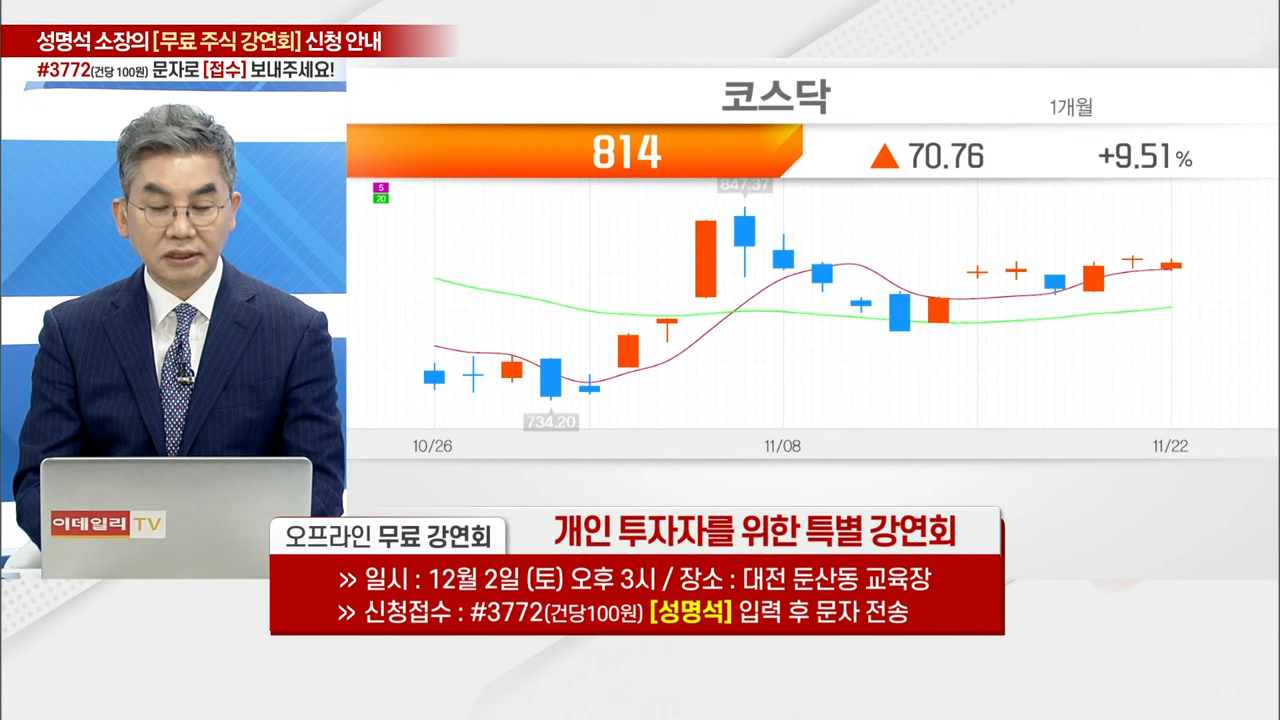 성명석 소장의 [무료 주식 강연회] 신청 안내
#3772(건당 100원) 문자로 [접수] 보내주세요!
코스닥
1개월
814
▲ 70.76
+9.51%
5
20
847.37
734.20
10/26
11/08
11/22
이데일리 TV
오프라인 무료 강연회
개인 투자자를 위한 특별 강연회
» 일시 : 12월 2일 (토) 오후 3시 / 장소 : 대전 둔산동 교육장
» 신청접수 : #3772(건당100원) [성명석] 입력 후 문자 전송